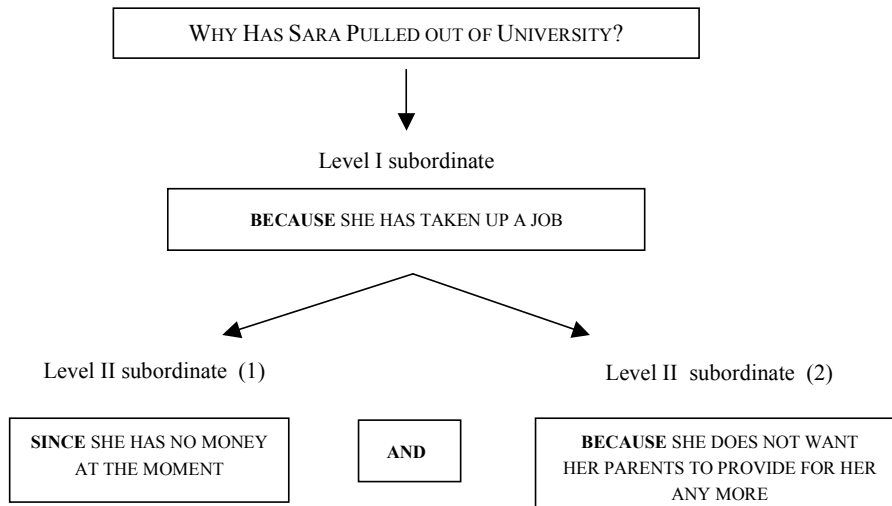 WHY HAS SARA PULLED OUT OF UNIVERSITY?
Level I subordinate
BECAUSE SHE HAS TAKEN UP A JOB
Level II subordinate (1)
Level II subordinate (2)
SINCE SHE HAS NO MONEY
AT THE MOMENT
AND
BECAUSE SHE DOES NOT WANT
HER PARENTS TO PROVIDE FOR HER
ANY MORE